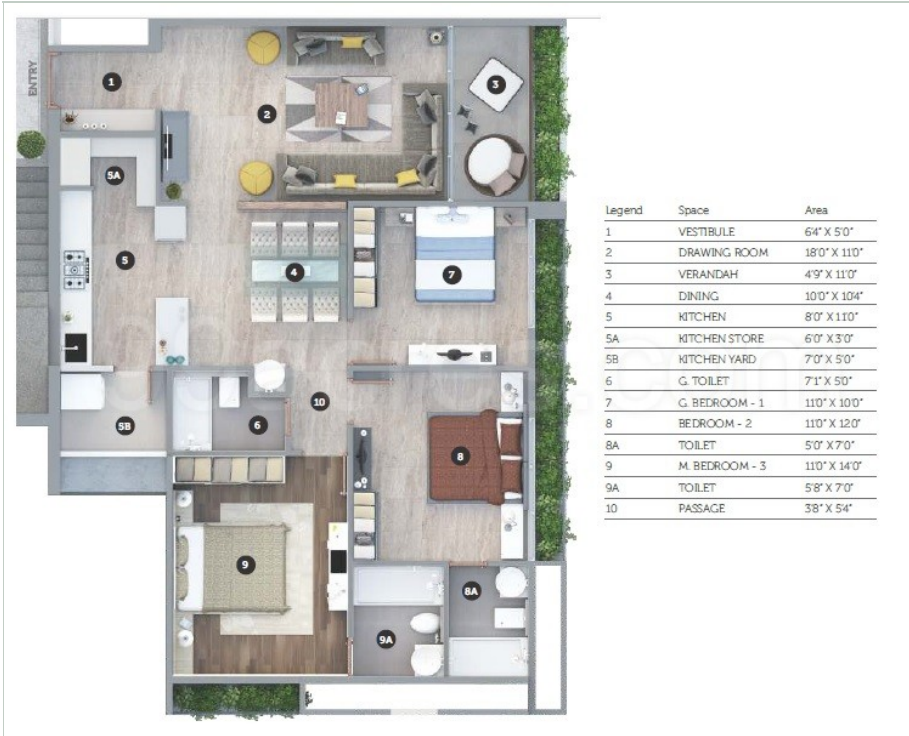 ENTRY
1
2
3
5A
5
4
7
5B
6
10
8
9
9A
8A
Legend Space Area
1 VESTIBULE 6'4" X 5'0"
2 DRAWING ROOM 18'0" X 11'0"
3 VERANDAH 4'9" X 11'0"
4 DINING 10'0" X 10'4"
5 KITCHEN 8'0" X 11'0"
5A KITCHEN STORE 6'0" X 3'0"
5B KITCHEN YARD 7'0" X 5'0"
6 G. TOILET 7'1" X 5'0"
7 G. BEDROOM - 1 11'0" X 10'0"
8 BEDROOM - 2 11'0" X 12'0"
8A TOILET 5'0" X 7'0"
9 M. BEDROOM - 3 11'0" X 14'0"
9A TOILET 5'8" X 7'0"
10 PASSAGE 3'8" X 5'4"